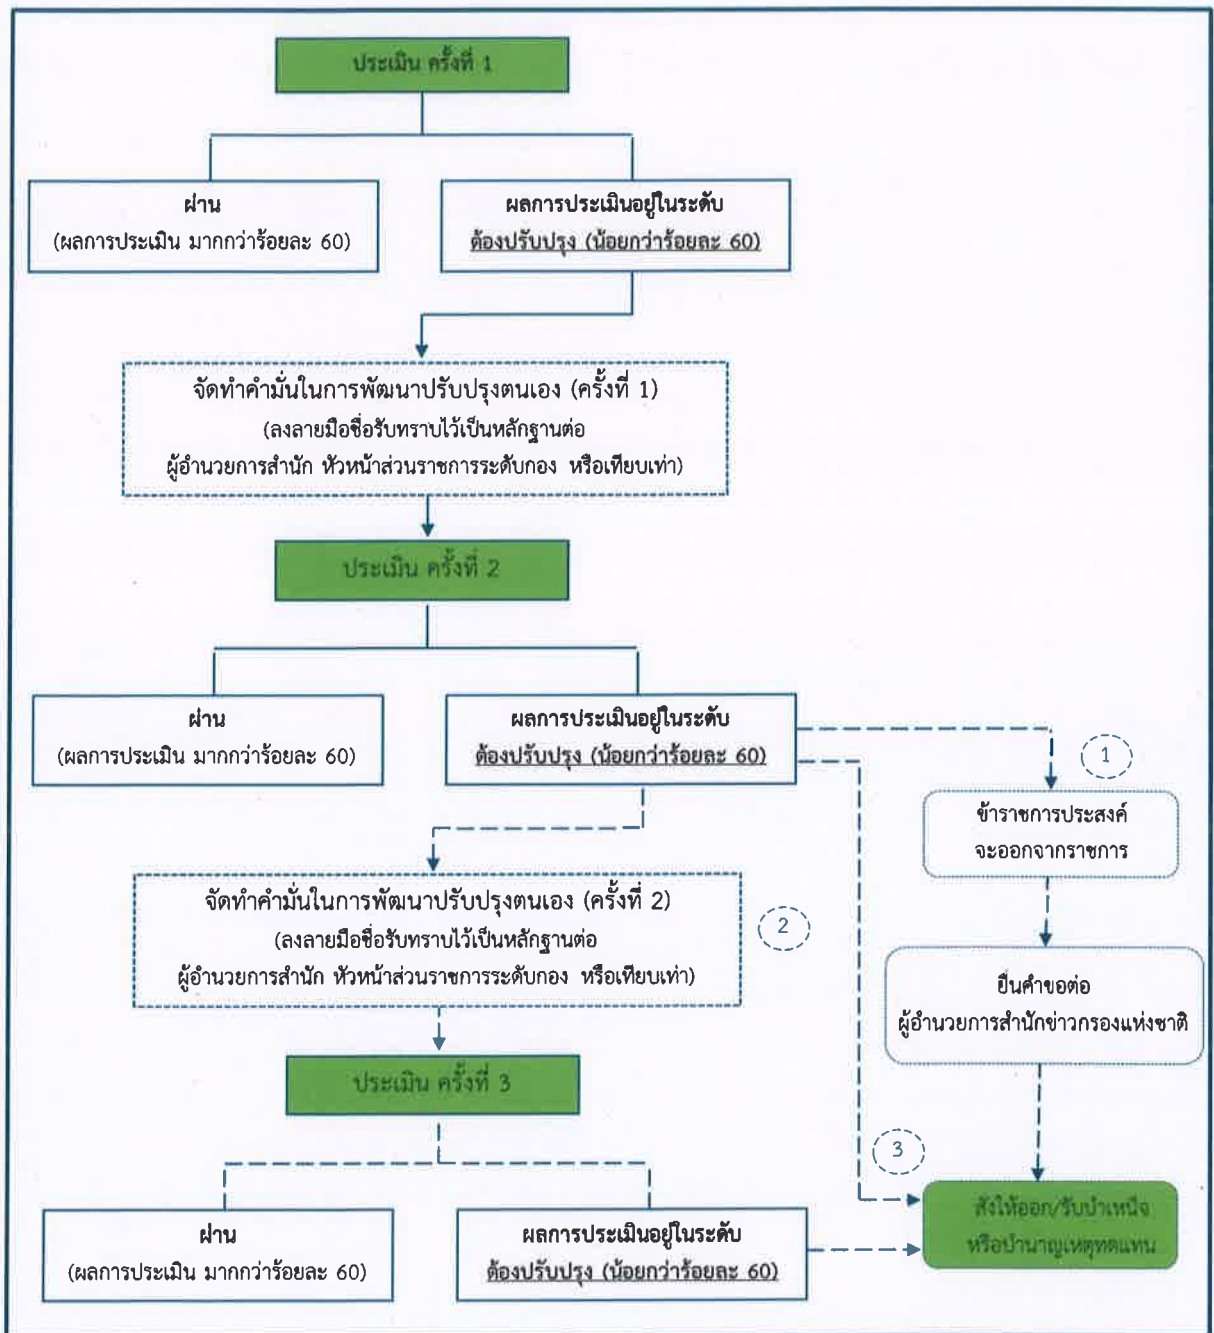 ประเมิน ครั้งที่ 1
ผ่าน
(ผลการประเมิน มากกว่าร้อยละ 60)
ผลการประเมินอยู่ในระดับ
ต้องปรับปรุง (น้อยกว่าร้อยละ 60)
จัดทำคำมั่นในการพัฒนาปรับปรุงตนเอง (ครั้งที่ 1)
(ลงลายมือชื่อรับทราบไว้เป็นหลักฐานต่อ
ผู้อำนวยการสำนัก หัวหน้าส่วนราชการระดับกอง หรือเทียบเท่า)
ประเมิน ครั้งที่ 2
ผ่าน
(ผลการประเมิน มากกว่าร้อยละ 60)
ผลการประเมินอยู่ในระดับ
ต้องปรับปรุง (น้อยกว่าร้อยละ 60)
1
ข้าราชการประสงค์
จะออกจากราชการ
จัดทำคำมั่นในการพัฒนาปรับปรุงตนเอง (ครั้งที่ 2)
(ลงลายมือชื่อรับทราบไว้เป็นหลักฐานต่อ
ผู้อำนวยการสำนัก หัวหน้าส่วนราชการระดับกอง หรือเทียบเท่า)
2
ยื่นคำขอต่อ
ผู้อำนวยการสำนักข่าวกรองแห่งชาติ
ประเมิน ครั้งที่ 3
3
ผ่าน
(ผลการประเมิน มากกว่าร้อยละ 60)
ผลการประเมินอยู่ในระดับ
ต้องปรับปรุง (น้อยกว่าร้อยละ 60)
สั่งให้ออก/รับบำเหน็จ
หรือบำนาญเหตุทดแทน